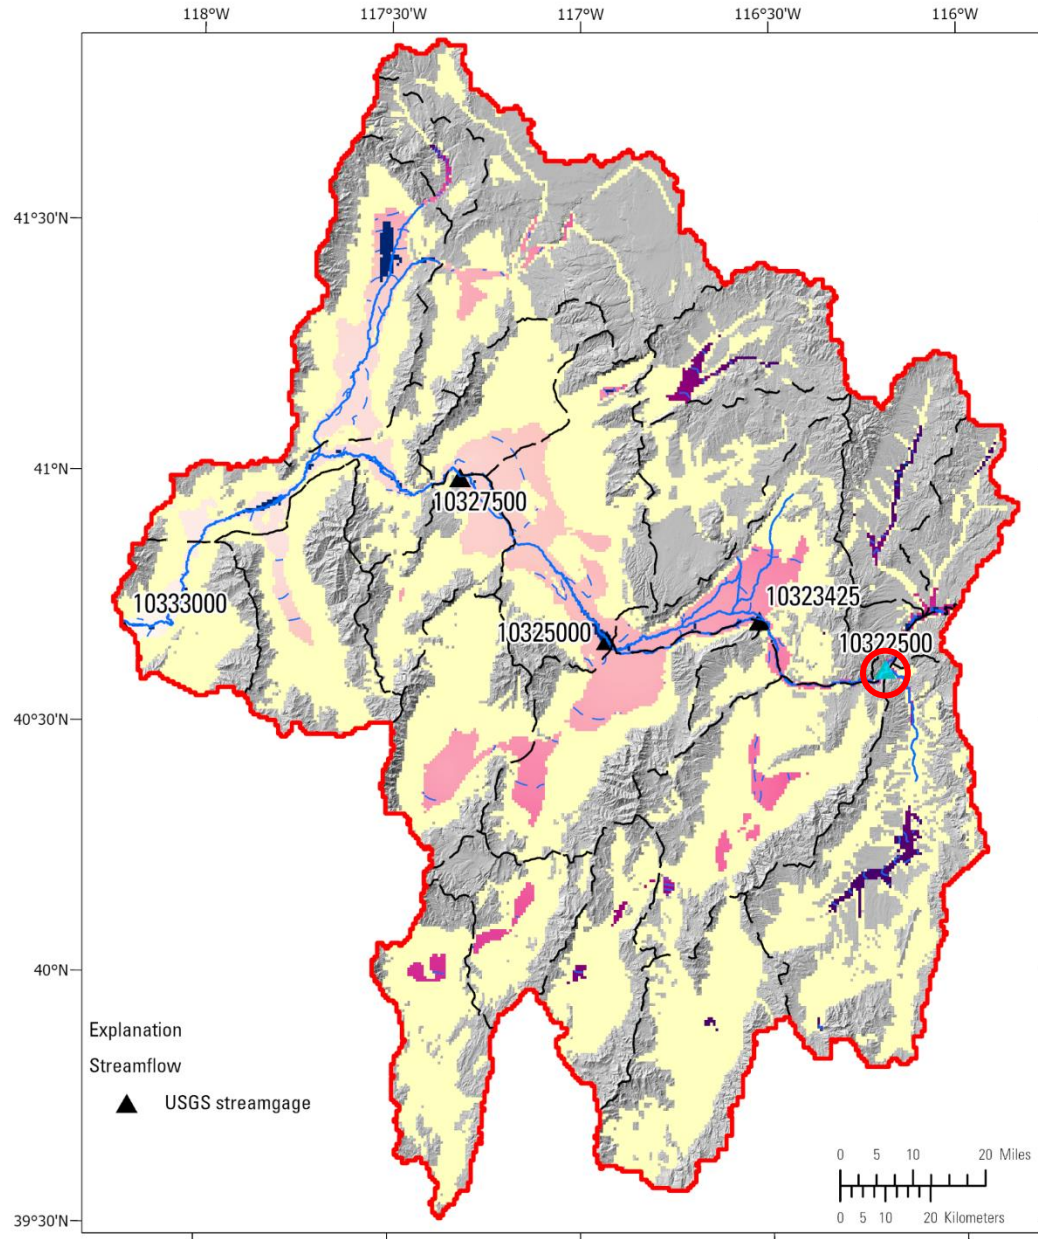 118°W 117°30'W 117°W 116°30'W 116°W
41°30'N
41°N
10327500
10333000
10323425
10325000
10322500
40°30'N
40°N
Explanation
Streamflow
USGS streamgage
0 5 10 20 Miles
0 5 10 20 Kilometers
39°30'N